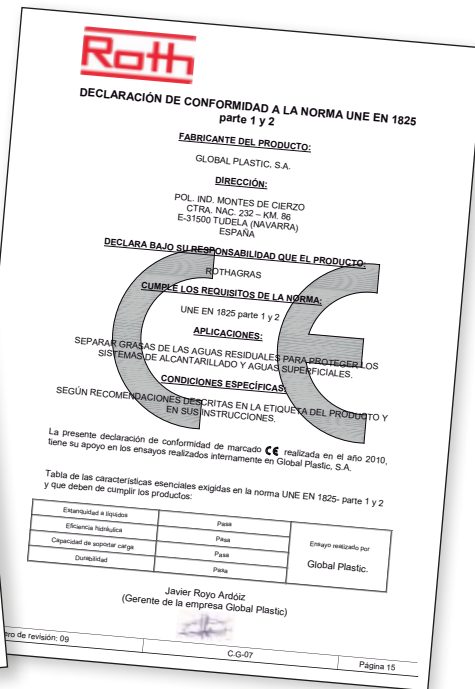 Roth
DECLARACIÓN DE CONFORMIDAD A LA NORMA UNE EN 1825
parte 1 y 2
FABRICANTE DEL PRODUCTO:
GLOBAL PLASTIC, S.A.
DIRECCIÓN:
POL. IND. MONTES DE CIERZO
CTRA. NAC. 232 – KM. 86
E-31500 TUDELA (NAVARRA)
ESPAÑA
DECLARA BAJO SU RESPONSABILIDAD QUE EL PRODUCTO:
ROTHAGRAS
CUMPLE LOS REQUISITOS DE LA NORMA:
UNE EN 1825 parte 1 y 2
APLICACIONES:
SEPARAR GRASAS DE LAS AGUAS RESIDUALES PARA PROTEGER LOS
SISTEMAS DE ALCANTARILLADO Y AGUAS SUPERFICIALES.
CONDICIONES ESPECÍFICAS:
SEGÚN RECOMENDACIONES DESCRITAS EN LA ETIQUETA DEL PRODUCTO Y
EN SUS INSTRUCCIONES.
La presente declaración de conformidad de marcado CE realizada en el año 2010,
tiene su apoyo en los ensayos realizados internamente en Global Plastic, S.A.
Tabla de las características esenciales exigidas en la norma UNE EN 1825- parte 1 y 2
y que deben de cumplir los productos:
Estanquidad a líquidos Pasa
Eficiencia hidráulica Pasa
Capacidad de soportar carga Pasa
Durabilidad Pasa
Ensayo realizado por
Global Plastic.
Javier Royo Ardóiz
(Gerente de la empresa Global Plastic)
ro de revisión: 09 C.G-07 Página 15